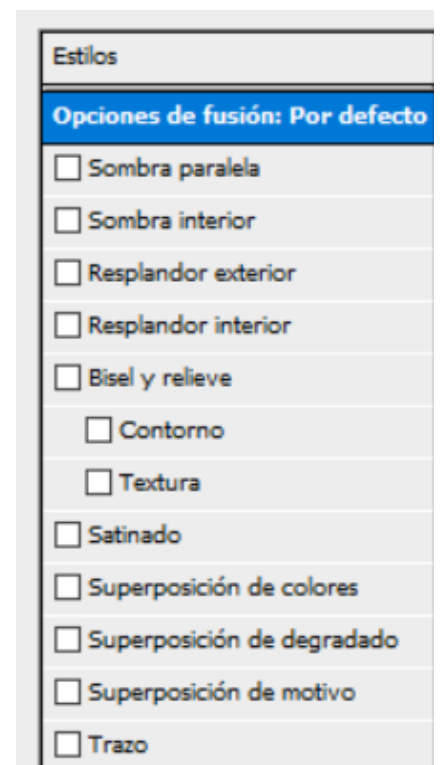 Estilos
Opciones de fusión: Por defecto
Sombra paralela
Sombra interior
Resplandor exterior
Resplandor interior
Bisel y relieve
Contorno
Textura
Satinado
Superposición de colores
Superposición de degradado
Superposición de motivo
Trazo